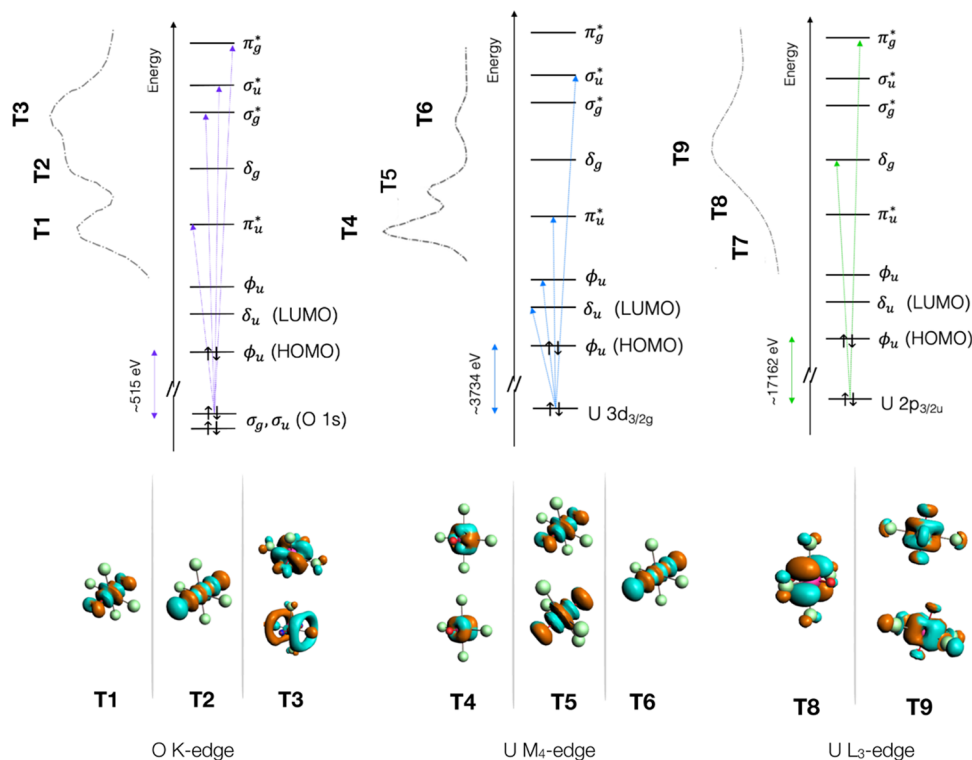 T3
T2
T1
Energy
π*g
σ*u
σ*g
δg
π*u
ϕu
δu (LUMO)
ϕu (HOMO)
~515 eV
σg, σu (O 1s)
T6
T5
T4
Energy
π*g
σ*u
σ*g
δg
π*u
ϕu
δu (LUMO)
ϕu (HOMO)
~3734 eV
U 3d3/2g
T9
T8
T7
Energy
π*g
σ*u
σ*g
δg
π*u
ϕu
δu (LUMO)
ϕu (HOMO)
~17162 eV
U 2p3/2u
T1 T2 T3
T4 T5 T6
T8 T9
O K-edge
U M4-edge
U L3-edge